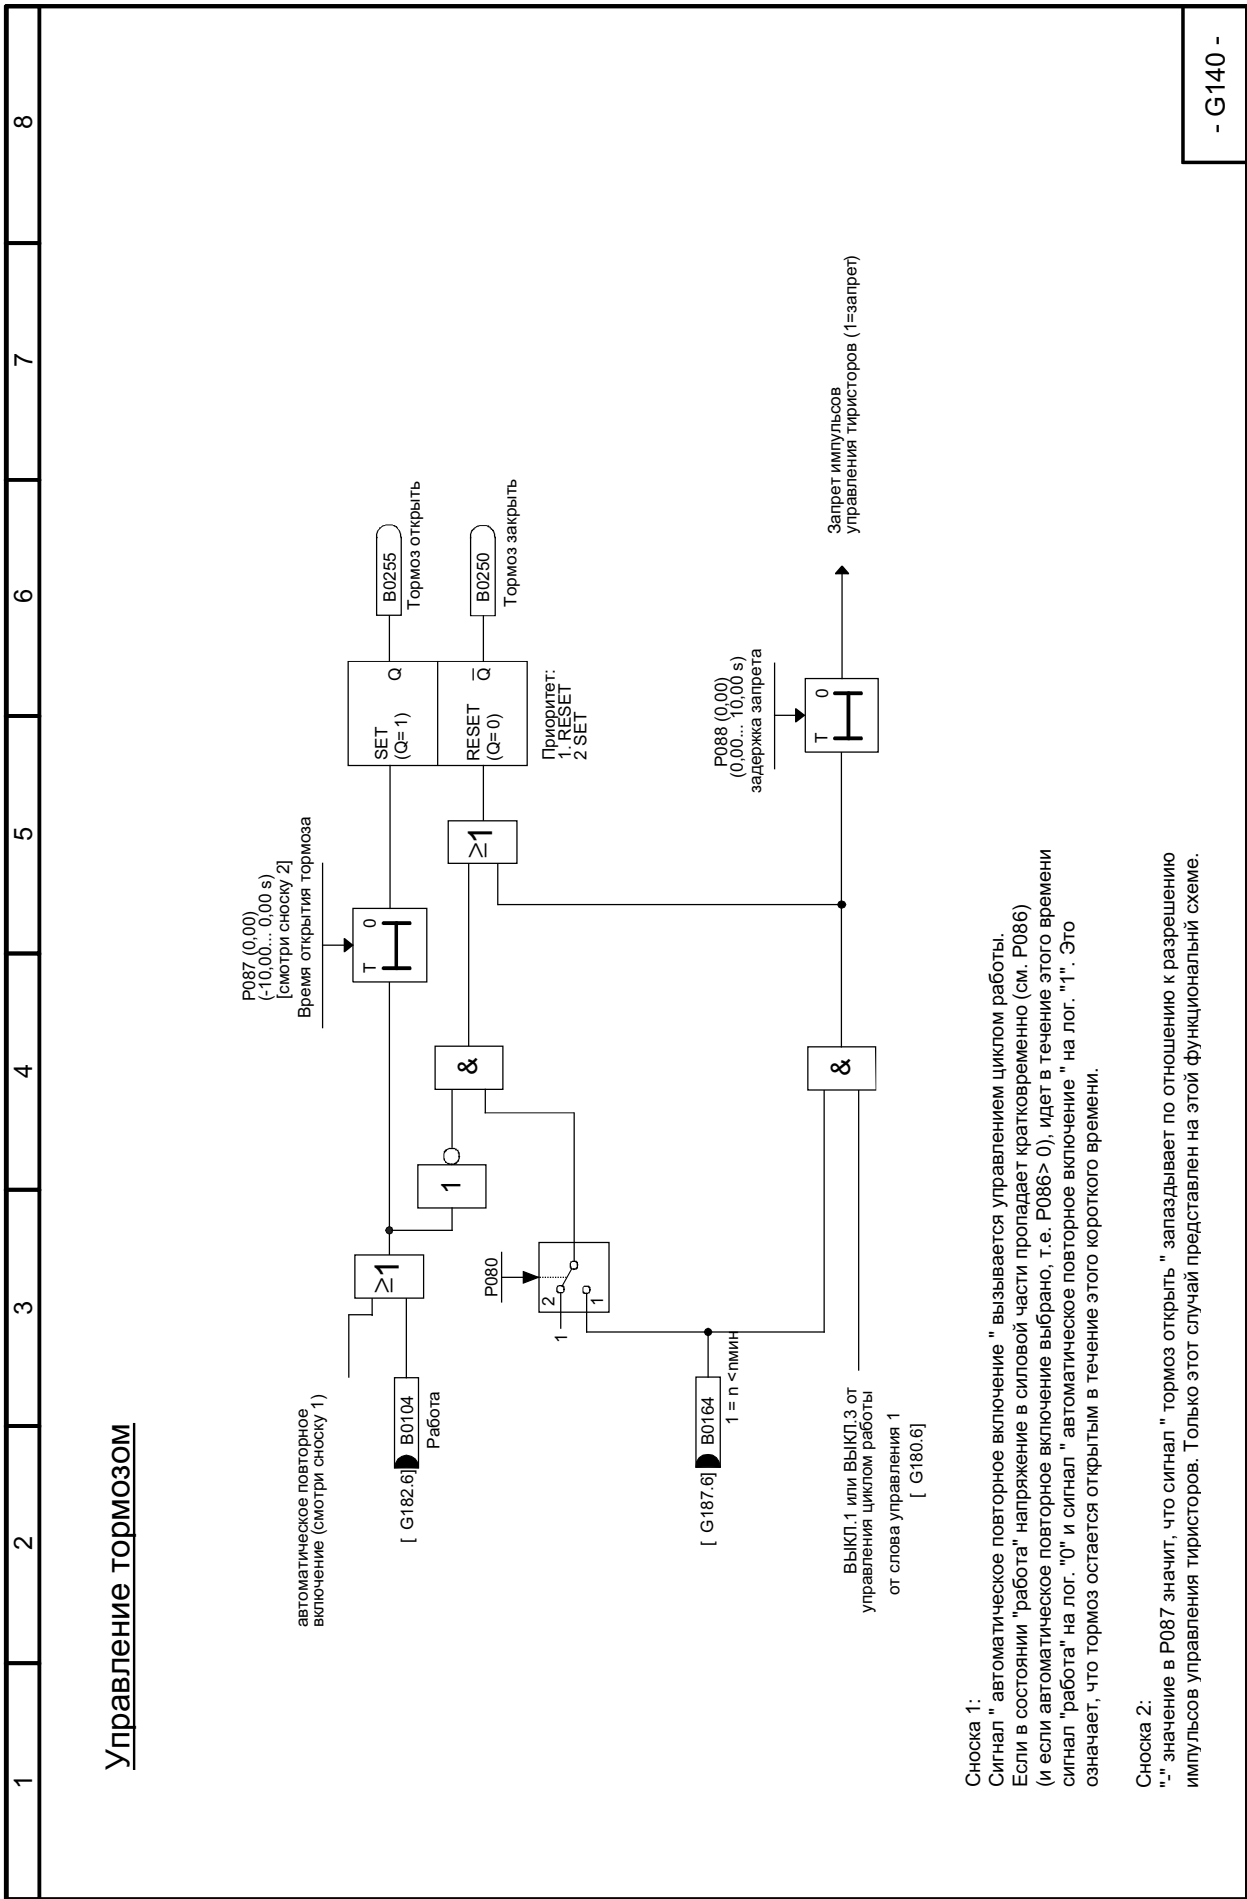 1 2 3 4 5 6 7 8
Управление тормозом
автоматическое повторное
включение (смотри сноску 1)
[ G182.6]
B0104
Работа
≥1
1
P087 (0,00)
(-10,00... 0,00 s)
[смотри сноску 2]
Время открытия тормоза
T 0
SET
(Q= 1)
Q
B0255
Тормоз открыть
&
≥1
RESET
(Q= 0)
Q
B0250
Тормоз закрыть
Приоритет:
1. RESET
2 SET
P080
1
2
1
[ G187.6]
B0164
1 = n <nмин
ВЫКЛ.1 или ВЫКЛ.3 от
управления циклом работы
от слова управления 1
[ G180.6]
&
P088 (0,00)
(0,00... 10,00 s)
задержка запрета
T 0
Запрет импульсов
управления тиристоров (1=запрет)
Сноска 1:
Сигнал " автоматическое повторное включение " вызывается управлением циклом работы.
Если в состоянии "работа" напряжение в силовой части пропадает кратковременно (см. P086)
(и если автоматическое повторное включение выбрано, т.е. P086> 0), идет в течение этого времени
сигнал "работа" на лог. "0" и сигнал " автоматическое повторное включение " на лог. "1". Это
означает, что тормоз остается открытым в течение этого короткого времени.
Сноска 2:
"-" значение в P087 значит, что сигнал " тормоз открыть " запаздывает по отношению к разрешению
импульсов управления тиристоров. Только этот случай представлен на этой функциональнй схеме.
- G140 -